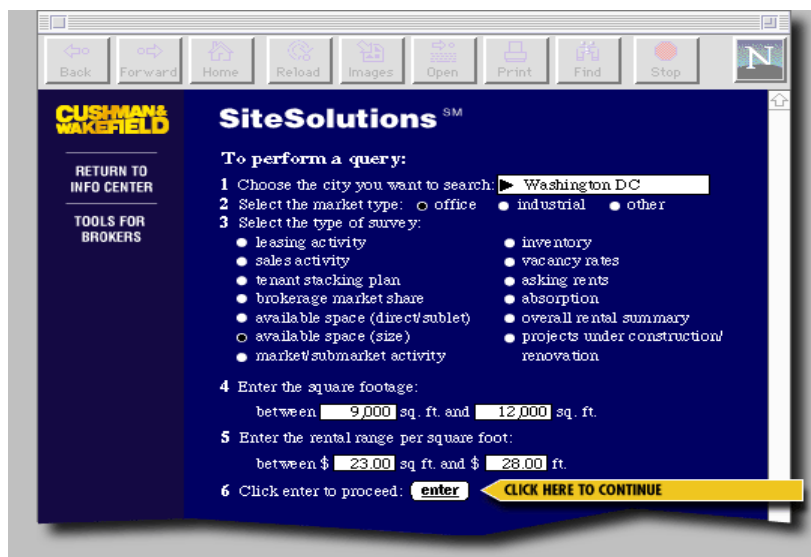 Back Forward Home Reload Images Open Print Find Stop N
CUSHMAN&
WAKEFIELD
RETURN TO
INFO CENTER
TOOLS FOR
BROKERS
SiteSolutions SM
To perform a query:
1 Choose the city you want to search: Washington DC
2 Select the market type: office industrial other
3 Select the type of survey:
leasing activity inventory
sales activity vacancy rates
tenant stacking plan asking rents
brokerage market share absorption
available space (direct/sublet) overall rental summary
available space (size) projects under construction/
market/submarket activity renovation
4 Enter the square footage:
between 9,000 sq. ft. and 12,000 sq. ft.
5 Enter the rental range per square foot:
between $ 23.00 sq ft. and $ 28.00 ft.
6 Click enter to proceed: enter CLICK HERE TO CONTINUE